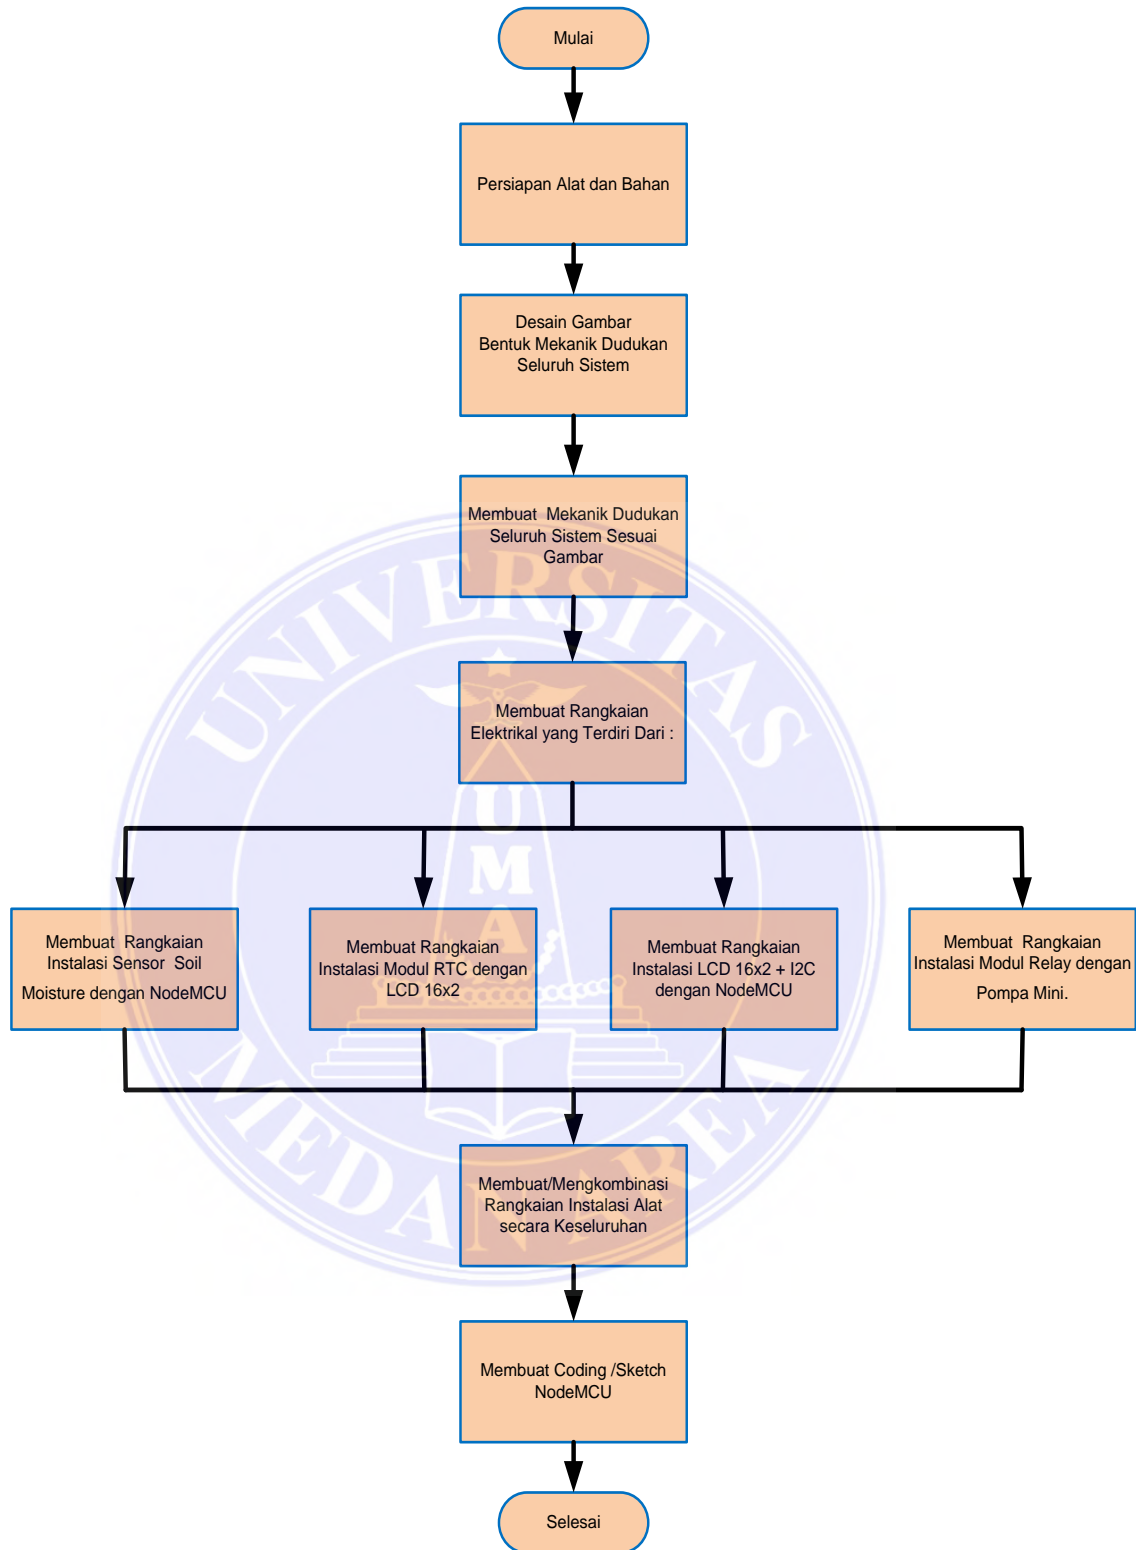 Mulai
Persiapan Alat dan Bahan
Desain Gambar
Bentuk Mekanik Dudukan
Seluruh Sistem
Membuat Mekanik Dudukan
Seluruh Sistem Sesuai
Gambar
UNIVERSITAS
Membuat Rangkaian
Elektrikal yang Terdiri Dari :
U
M
A
Membuat Rangkaian
Instalasi Sensor Soil
Moisture dengan NodeMCU
Membuat Rangkaian
Instalasi Modul RTC dengan
LCD 16x2
Membuat Rangkaian
Instalasi LCD 16x2 + I2C
dengan NodeMCU
Membuat Rangkaian
Instalasi Modul Relay dengan
Pompa Mini.
MEDAN AREA
Membuat/Mengkombinasi
Rangkaian Instalasi Alat
secara Keseluruhan
Membuat Coding /Sketch
NodeMCU
Selesai